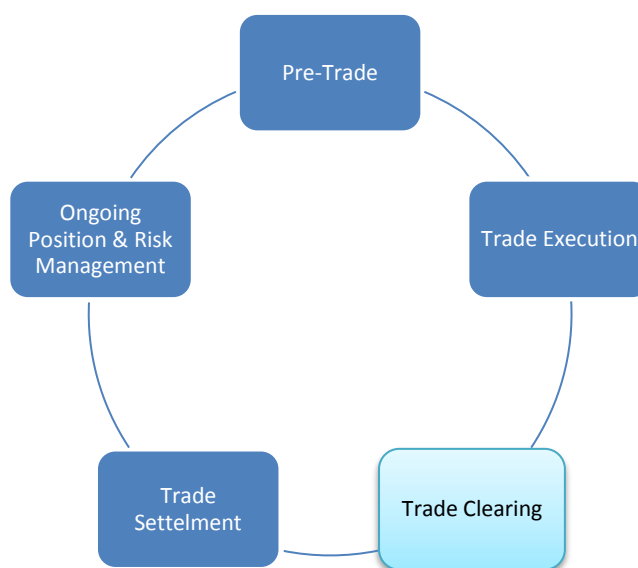 Pre-Trade
Trade Execution
Trade Clearing
Trade
Settelment
Ongoing
Position & Risk
Management